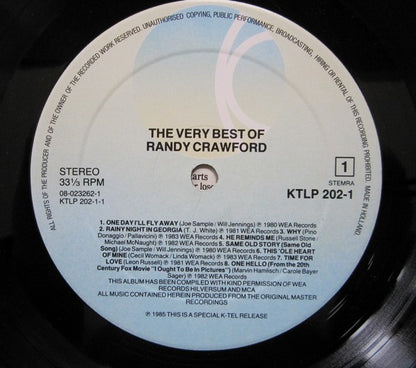 ALL RIGHTS OF THE PRODUCER AND OF THE OWNER OF THE RECORDED WORK RESERVED. UNAUTHORISED COPYING, PUBLIC PERFORMANCE, BROADCASTING, HIRING OR RENTAL OF THIS RECORDING PROHIBITED. MADE IN HOLLAND
THE VERY BEST OF
RANDY CRAWFORD
STEREO
33⅓ RPM
08-023262-1
KTLP 202-1-1
arts
los
1
STEMRA
KTLP 202-1
1. ONE DAY I'LL FLY AWAY (Joe Sample / Will Jennings) ℗ 1980 WEA Records
2. RAINY NIGHT IN GEORGIA (T. J. White) ℗ 1981 WEA Records 3. WHY (Pino
Donaggio / Pallavicini) ℗ 1983 WEA Records 4. HE REMINDS ME (Russell Stone /
Michael McNaught) ℗ 1982 WEA Records 5. SAME OLD STORY (Same Old
Song) (Joe Sample / Will Jennings) ℗ 1980 WEA Records 6. THIS 'OLE HEART
OF MINE (Cecil Womack / Linda Womack) ℗ 1983 WEA Records 7. TIME FOR
LOVE (Leon Russell) ℗ 1981 WEA Records 8. ONE HELLO (From the 20th
Century Fox Movie "I Ought To Be In Pictures") (Marvin Hamisch / Carole Bayer
Sager) ℗ 1982 WEA Records
THIS ALBUM HAS BEEN COMPILED WITH KIND PERMISSION OF WEA
RECORDS HILVERSUM AND MCA
ALL MUSIC CONTAINED HEREIN PRODUCED FROM THE ORIGINAL MASTER
RECORDINGS
℗ 1985 THIS IS A SPECIAL K-TEL RELEASE